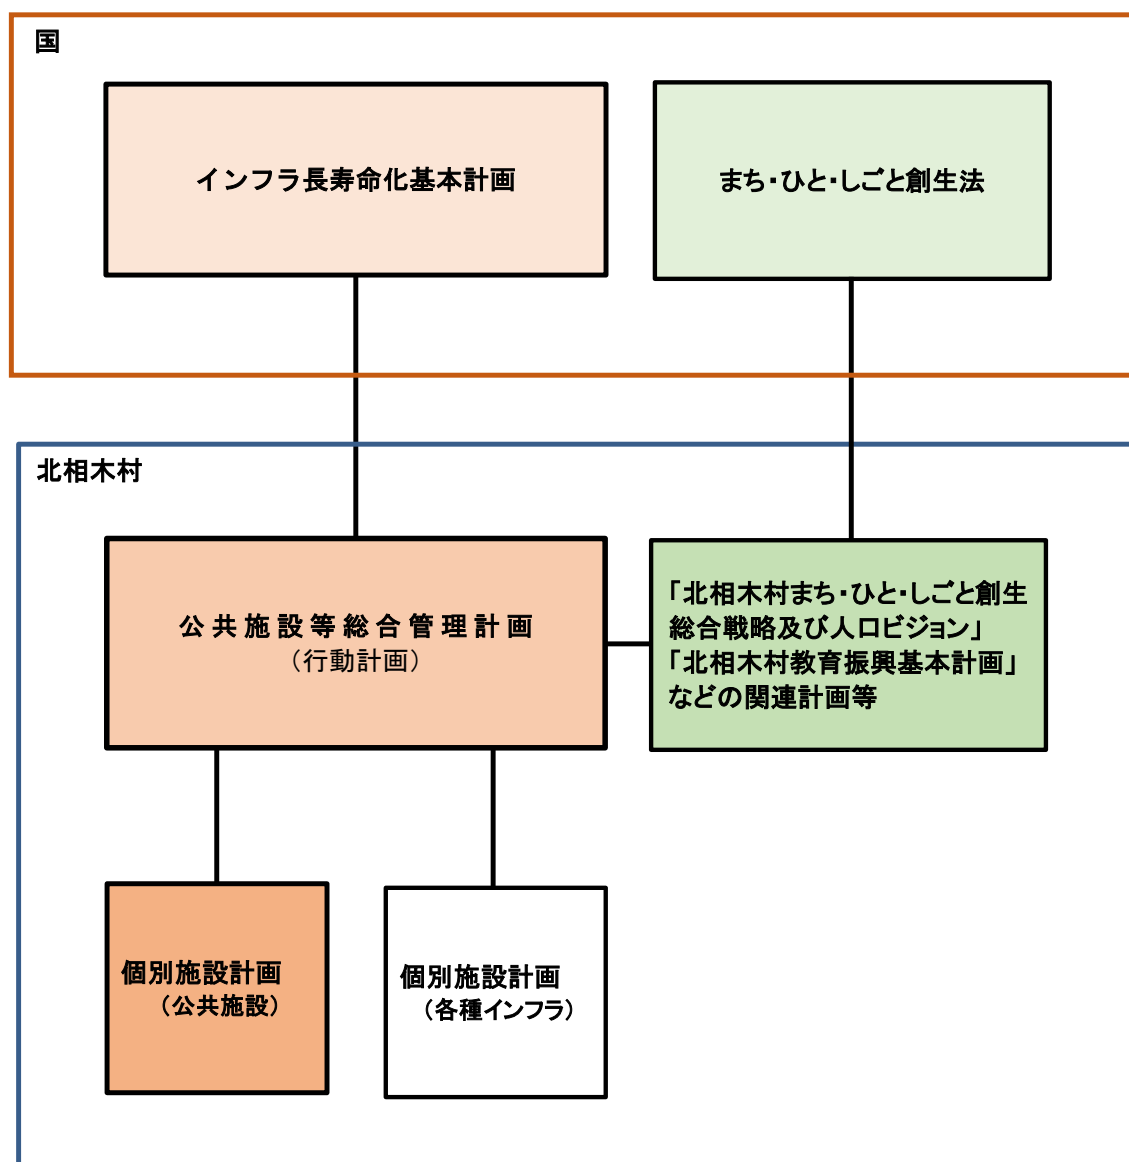 国
インフラ長寿命化基本計画
まち・ひと・しごと創生法
北相木村
公共施設等総合管理計画
（行動計画）
「北相木村まち・ひと・しごと創生
総合戦略及び人口ビジョン」
「北相木村教育振興基本計画」
などの関連計画等
個別施設計画
（公共施設）
個別施設計画
（各種インフラ）